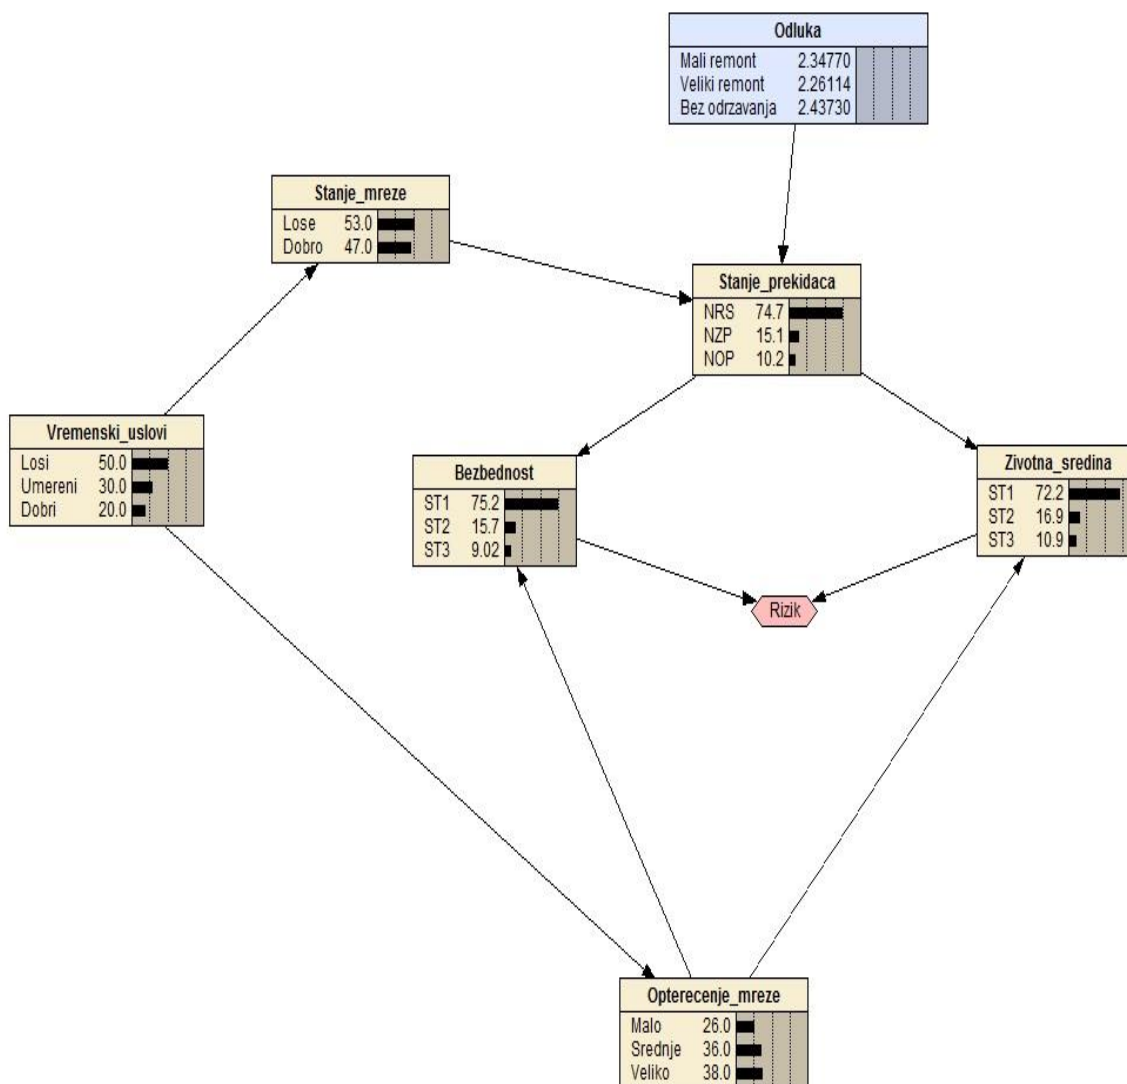 Odluka
Mali remont 2.34770
Veliki remont 2.26114
Bez odrzavanja 2.43730
Stanje_mreze
Lose 53.0
Dobro 47.0
Stanje_prekidaca
NRS 74.7
NZP 15.1
NOP 10.2
Vremenski_uslovi
Losi 50.0
Umereni 30.0
Dobri 20.0
Bezbednost
ST1 75.2
ST2 15.7
ST3 9.02
Zivotna_sredina
ST1 72.2
ST2 16.9
ST3 10.9
Rizik
Opterecenje_mreze
Malo 26.0
Srednje 36.0
Veliko 38.0